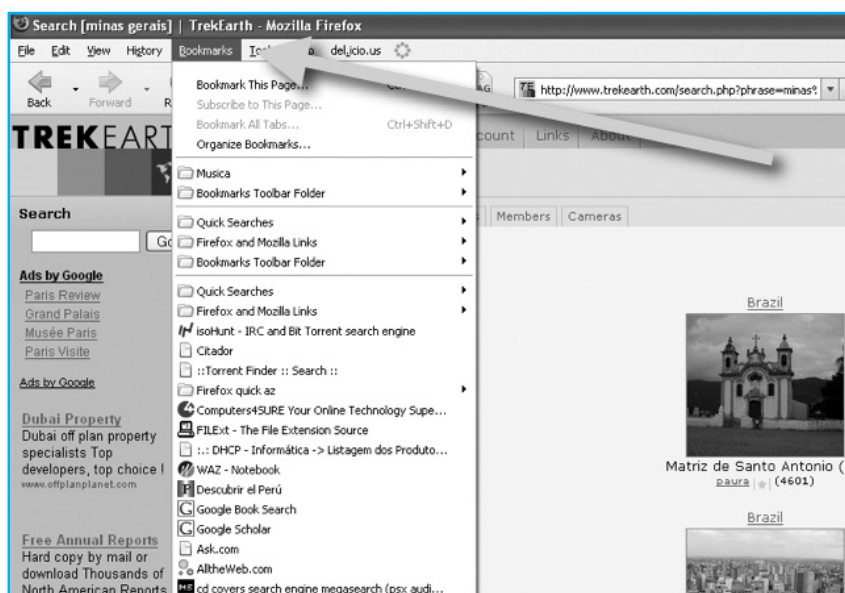 Search [minas gerais] | TrekEarth - Mozilla Firefox
File Edit View History Bookmarks del.icio.us
Back Forward
http://www.trekearth.com/search.php?phrase=minas%
Bookmark This Page...
Subscribe to This Page...
Bookmark All Tabs... Ctrl+Shift+D
Organize Bookmarks...
Musica
Bookmarks Toolbar Folder
Quick Searches
Firefox and Mozilla Links
Bookmarks Toolbar Folder
Quick Searches
Firefox and Mozilla Links
isoHunt - IRC and Bit Torrent search engine
Citador
::Torrent Finder :: Search ::
Firefox quick az
Computers4SURE Your Online Technology Supe...
FILExt - The File Extension Source
:.: DHCP - Informática -> Listagem dos Produto...
WAZ - Notebook
Descubrir el Perú
Google Book Search
Google Scholar
Ask.com
AlltheWeb.com
cd covers search engine megasearch (psx audi...
TREKEART
Links About
Members Cameras
Search
Ads by Google
Paris Review
Grand Palais
Musée Paris
Paris Visite
Ads by Google
Dubai Property
Dubai off plan property
specialists Top
developers, top choice !
www.offplanplanet.com
Free Annual Reports
Hard copy by mail or
download Thousands of
North American Reports
Brazil
Matriz de Santo Antonio (
paura | (4601)
Brazil